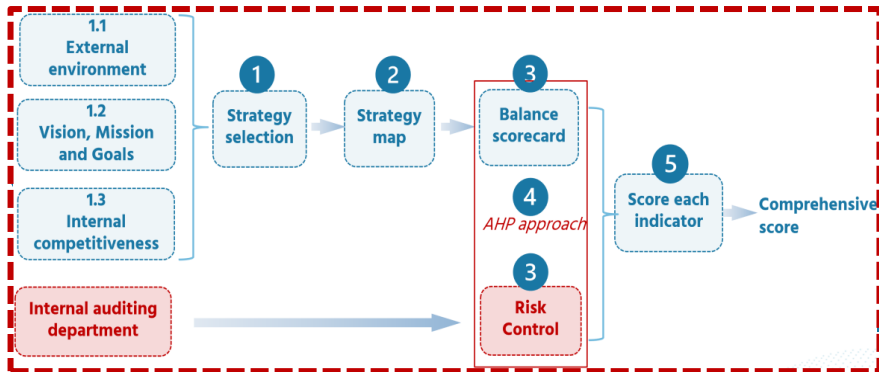 1.1
External
environment
1.2
Vision, Mission
and Goals
1.3
Internal
competitiveness
Internal auditing
department
1
Strategy
selection
2
Strategy
map
3
Balance
scorecard
4
AHP approach
3
Risk
Control
5
Score each
indicator
Comprehensive
score